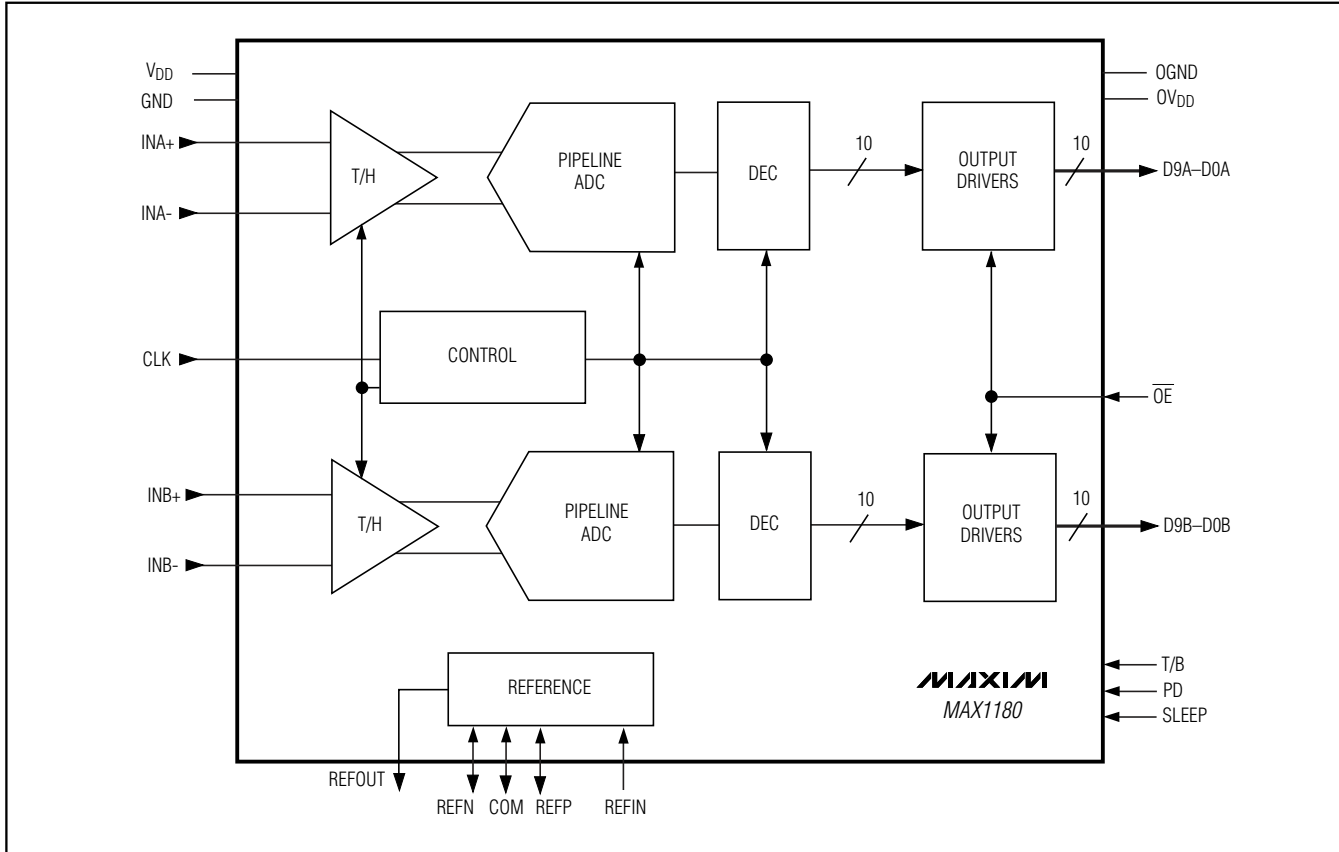 VDD
GND
INA+
INA-
CLK
INB+
INB-
T/H
PIPELINE
ADC
DEC
10
OUTPUT
DRIVERS
10
OGND
OVDD
D9A–D0A
CONTROL
OE
T/H
PIPELINE
ADC
DEC
10
OUTPUT
DRIVERS
10
D9B–D0B
REFERENCE
MAXIM
MAX1180
T/B
PD
SLEEP
REFOUT
REFN
COM
REFP
REFIN